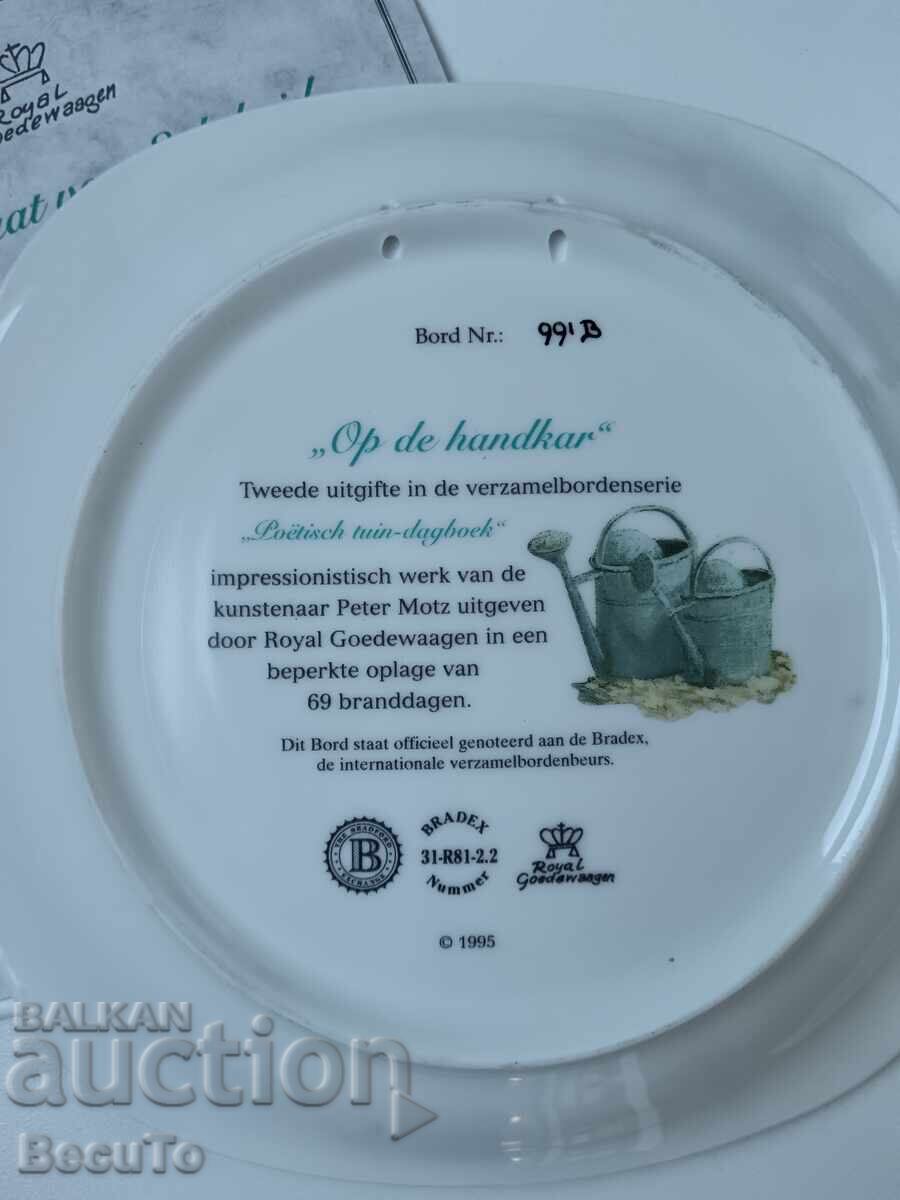 Royal
Goedewaagen
Bord Nr.: 991B
„Op de handkar“
Tweede uitgifte in de verzamelbordenserie
„Poëtisch tuin-dagboek“
impressionistisch werk van de
kunstenaar Peter Motz uitgeven
door Royal Goedewaagen in een
beperkte oplage van
69 branddagen.
Dit Bord staat officieel genoteerd aan de Bradex,
de internationale verzamelbordenbeurs.
THE BRADFORD
B
EXCHANGE
BRADEX
31-R81-2.2
Nummer
Royal
Goedewaagen
© 1995
BALKAN
auction
BecuTo